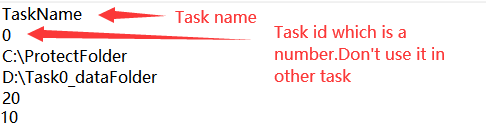 TaskName
Task name
0
Task id which is a
number.Don't use it in
other task
C:\ProtectFolder
D:\Task0_dataFolder
20
10